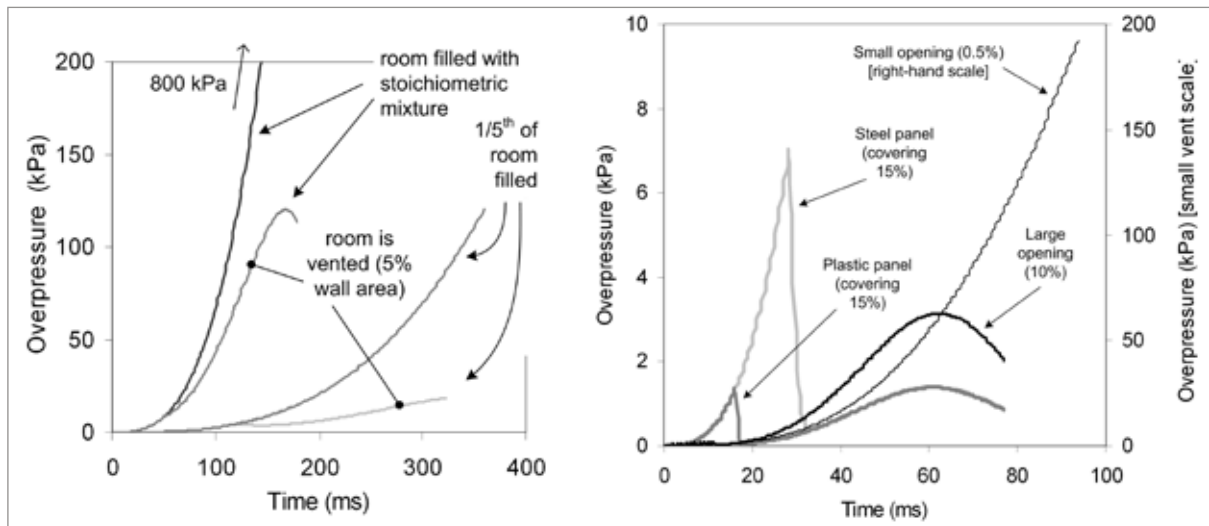 200
150
100
50
0
Overpressure (kPa)
800 kPa
room filled with
stoichiometric
mixture
1/5th of
room
filled
room is
vented (5%
wall area)
0
100
200
300
400
Time (ms)
10
8
6
4
2
0
Overpressure (kPa)
Small opening (0.5%)
[right-hand scale]
Steel panel
(covering
15%)
Plastic panel
(covering
15%)
Large
opening
(10%)
200
150
100
50
0
Overpressure (kPa) [small vent scale]
0
20
40
60
80
100
Time (ms)